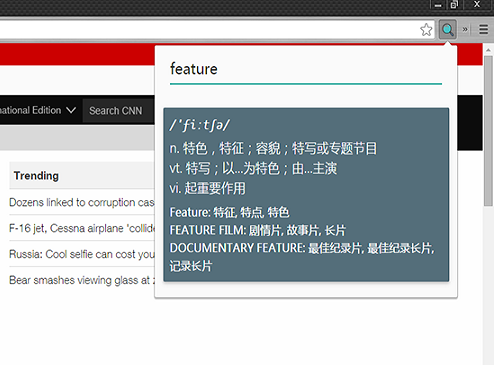 feature
national Edition
Search CNN
/'fiːtʃə/
n. 特色，特征；容貌；特写或专题节目
vt. 特写；以...为特色；由...主演
vi. 起重要作用
Feature: 特征, 特点, 特色
FEATURE FILM: 剧情片, 故事片, 长片
DOCUMENTARY FEATURE: 最佳纪录片, 最佳纪录长片,
记录长片
Trending
Dozens linked to corruption cas
F-16 jet, Cessna airplane 'collide
Russia: Cool selfie can cost you
Bear smashes viewing glass at